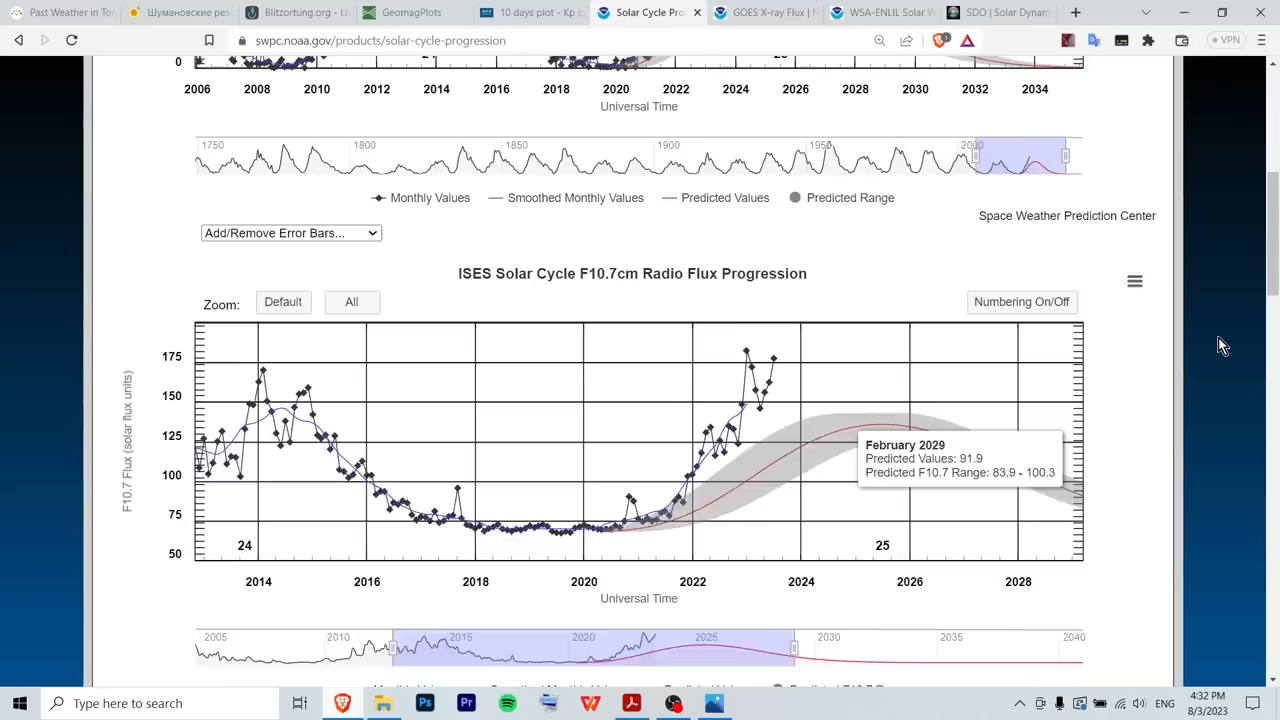 Past Weather in Tom
Шумановские рез
Blitzortung.org - Li
GeomagPlots
10 days plot - Kp in
Solar Cycle Pro
GOES X-ray Flux | N
WSA-ENLIL Solar W
SDO | Solar Dynami
swpc.noaa.gov/products/solar-cycle-progression
VPN
0
2006 2008 2010 2012 2014 2016 2018 2020 2022 2024 2026 2028 2030 2032 2034
Universal Time
1750 1800 1850 1900 1950 2000
Monthly Values Smoothed Monthly Values Predicted Values Predicted Range
Space Weather Prediction Center
Add/Remove Error Bars...
ISES Solar Cycle F10.7cm Radio Flux Progression
Zoom: Default All
Numbering On/Off
F10.7 Flux (solar flux units)
175
150
125
100
75
50
February 2029
Predicted Values: 91.9
Predicted F10.7 Range: 83.9 - 100.3
24 25
2014 2016 2018 2020 2022 2024 2026 2028
Universal Time
2005 2010 2015 2020 2025 2030 2035 2040
Type here to search
ENG
4:32 PM
8/3/2023